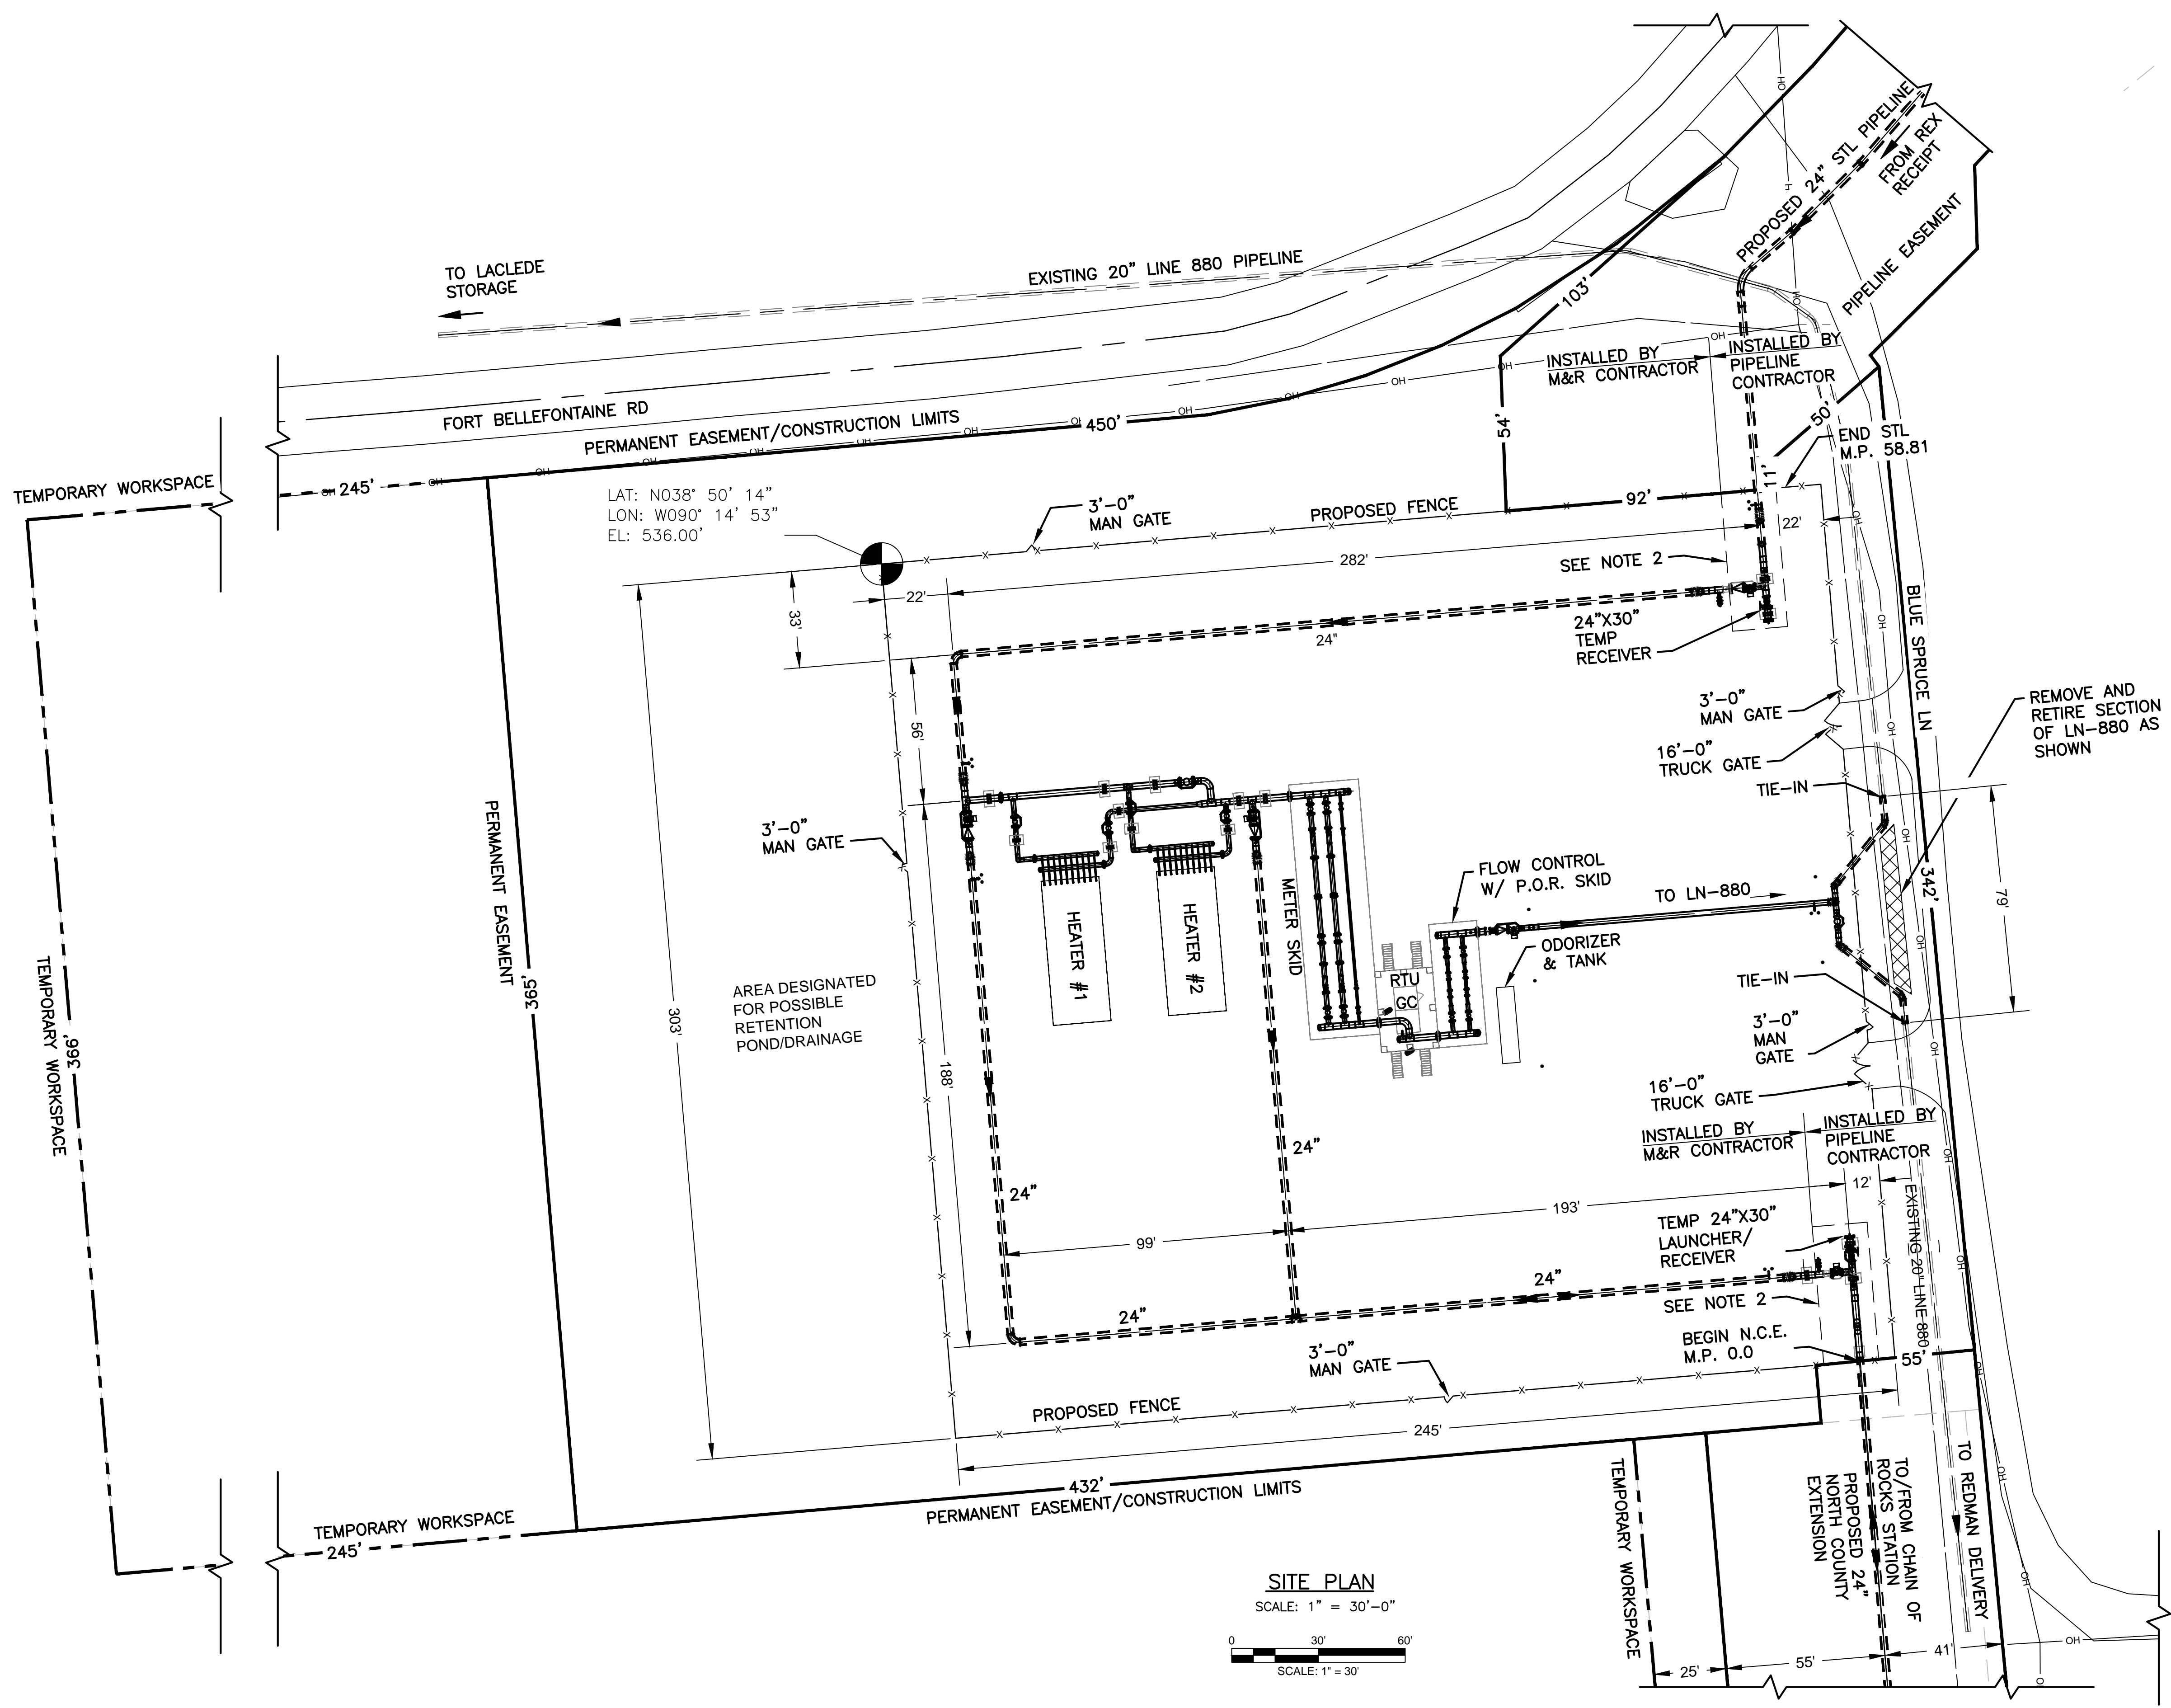 PROPOSED 24" STL PIPELINE
FROM REX
RECEIPT
PIPELINE EASEMENT
TO LACLEDE
STORAGE
EXISTING 20" LINE 880 PIPELINE
103'
INSTALLED BY
M&R CONTRACTOR
INSTALLED BY
PIPELINE
CONTRACTOR
FORT BELLEFONTAINE RD
PERMANENT EASEMENT/CONSTRUCTION LIMITS
450'
54'
50'
END STL
M.P. 58.81
11'
TEMPORARY WORKSPACE
245'
LAT: N038° 50' 14"
LON: W090° 14' 53"
EL: 536.00'
3'-0"
MAN GATE
PROPOSED FENCE
92'
22'
282'
SEE NOTE 2
22'
33'
24"
24"X30"
TEMP
RECEIVER
BLUE SPRUCE LN
3'-0"
MAN GATE
16'-0"
TRUCK GATE
REMOVE AND
RETIRE SECTION
OF LN-880 AS
SHOWN
TIE-IN
56'
PERMANENT EASEMENT
365'
3'-0"
MAN GATE
HEATER #1
HEATER #2
METER SKID
FLOW CONTROL
W/ P.O.R. SKID
TO LN-880
342'
79'
ODORIZER
& TANK
RTU
GC
TIE-IN
AREA DESIGNATED
FOR POSSIBLE
RETENTION
POND/DRAINAGE
303'
188'
366'
TEMPORARY WORKSPACE
3'-0"
MAN
GATE
16'-0"
TRUCK GATE
INSTALLED BY
M&R CONTRACTOR
INSTALLED BY
PIPELINE
CONTRACTOR
24"
24"
12'
193'
99'
TEMP 24"X30"
LAUNCHER/
RECEIVER
EXISTING 20" LINE 880
24"
24"
SEE NOTE 2
BEGIN N.C.E.
M.P. 0.0
55'
3'-0"
MAN GATE
PROPOSED FENCE
245'
432'
PERMANENT EASEMENT/CONSTRUCTION LIMITS
TEMPORARY WORKSPACE
245'
TEMPORARY WORKSPACE
TO/FROM CHAIN OF
ROCKS STATION
PROPOSED 24"
NORTH COUNTY
EXTENSION
TO REDMAN DELIVERY
25'
55'
41'
SITE PLAN
SCALE: 1" = 30'-0"
0 30' 60'
SCALE: 1" = 30'